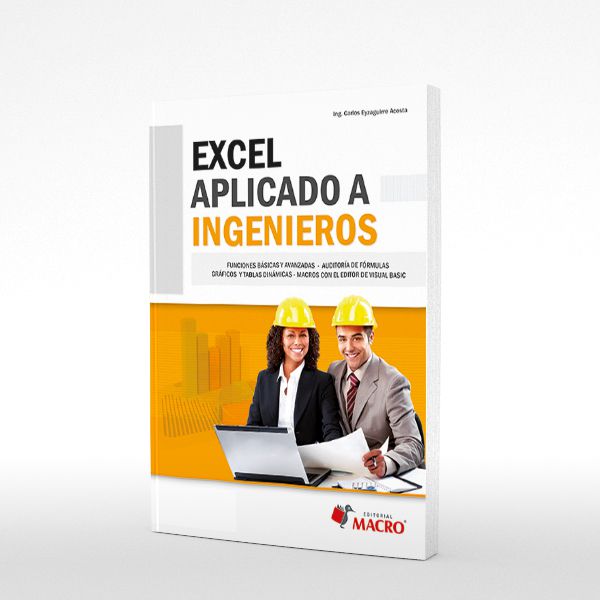 Ing. Carlos Eyzaguirre Acosta
EXCEL
APLICADO A
INGENIEROS
FUNCIONES BÁSICAS Y AVANZADAS - AUDITORÍA DE FÓRMULAS
GRÁFICOS Y TABLAS DINÁMICAS - MACROS CON EL EDITOR DE VISUAL BASIC
EDITORIAL
MACRO®